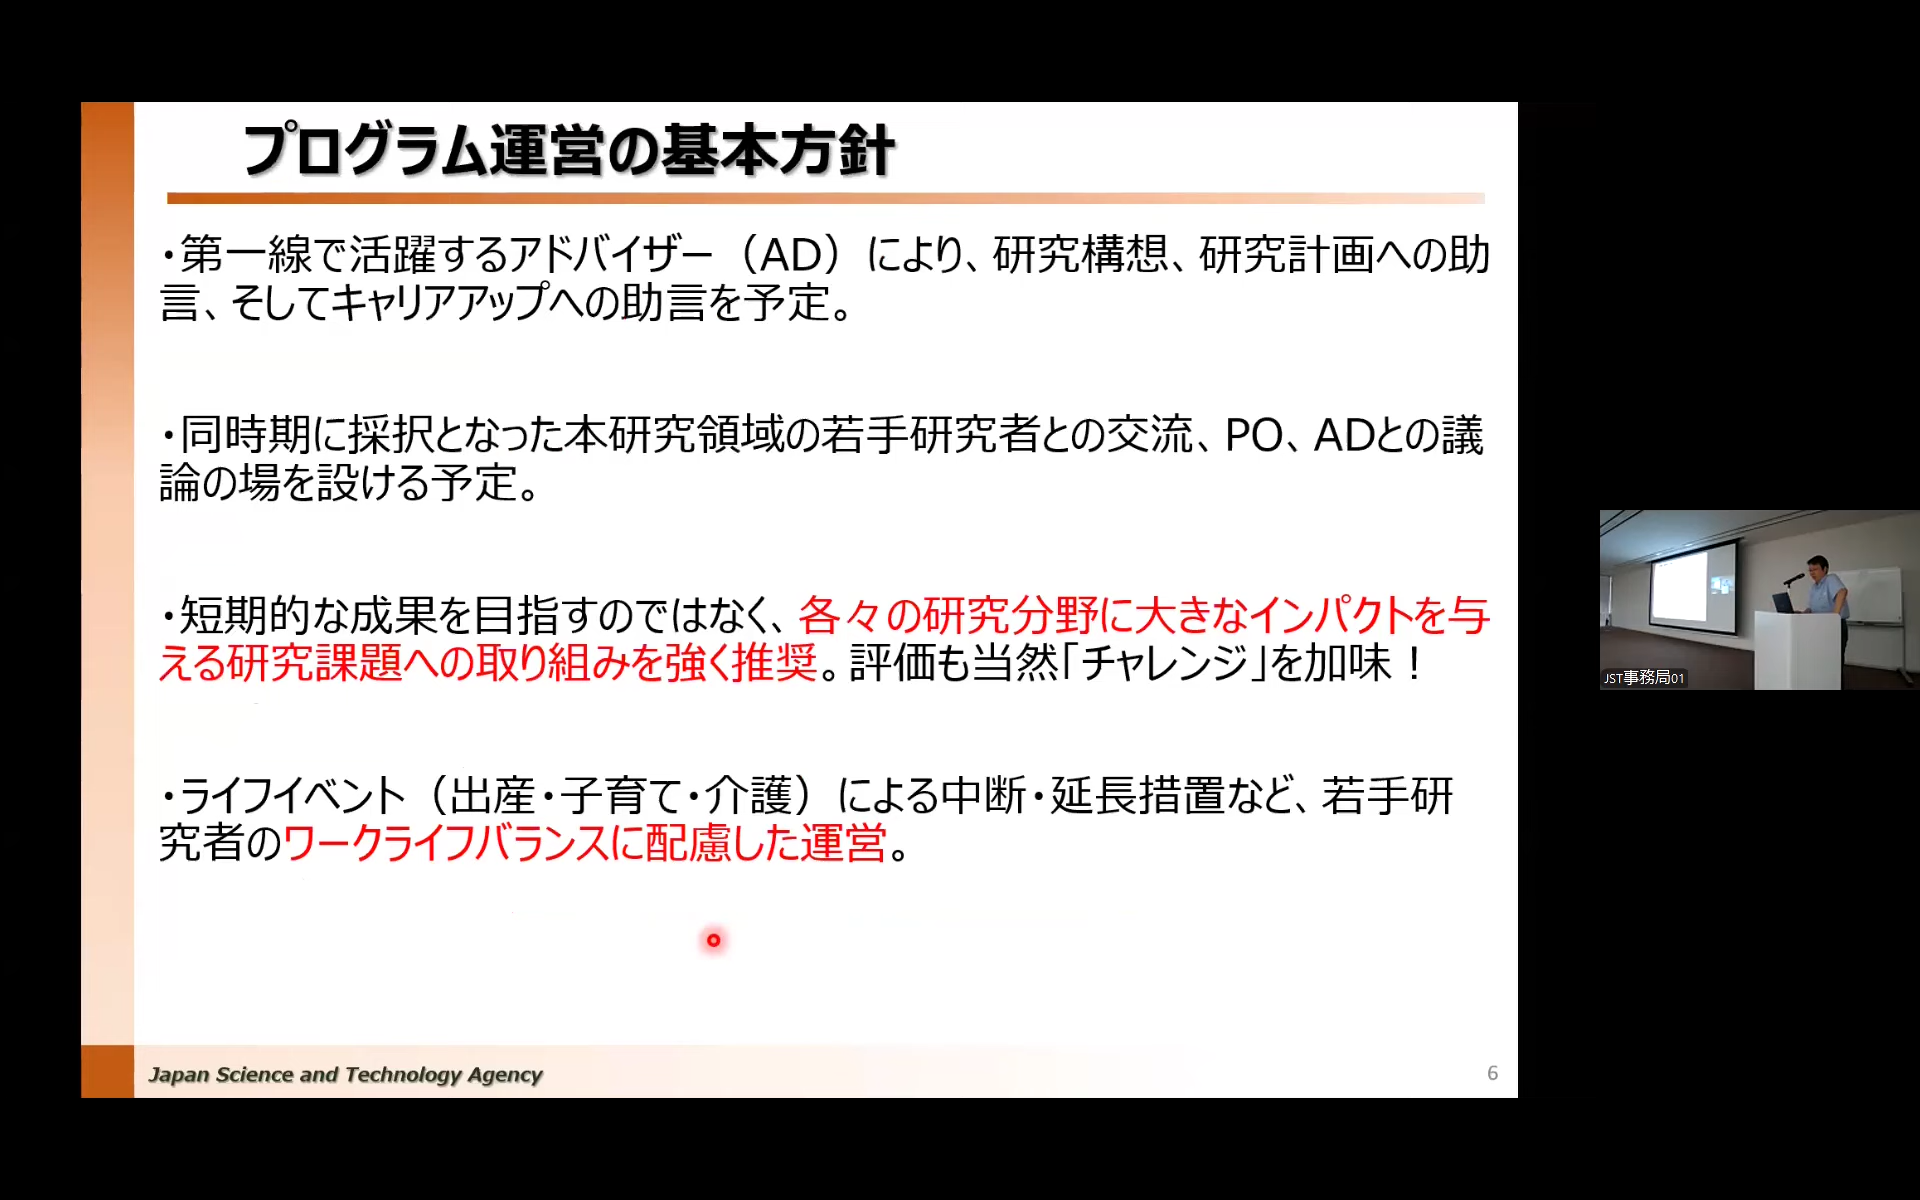 プログラム運営の基本方針
・第一線で活躍するアドバイザー（AD）により、研究構想、研究計画への助
言、そしてキャリアアップへの助言を予定。
・同時期に採択となった本研究領域の若手研究者との交流、PO、ADとの議
論の場を設ける予定。
・短期的な成果を目指すのではなく、各々の研究分野に大きなインパクトを与
える研究課題への取り組みを強く推奨。評価も当然「チャレンジ」を加味！
・ライフイベント（出産・子育て・介護）による中断・延長措置など、若手研
究者のワークライフバランスに配慮した運営。
Japan Science and Technology Agency
6
JST事務局01